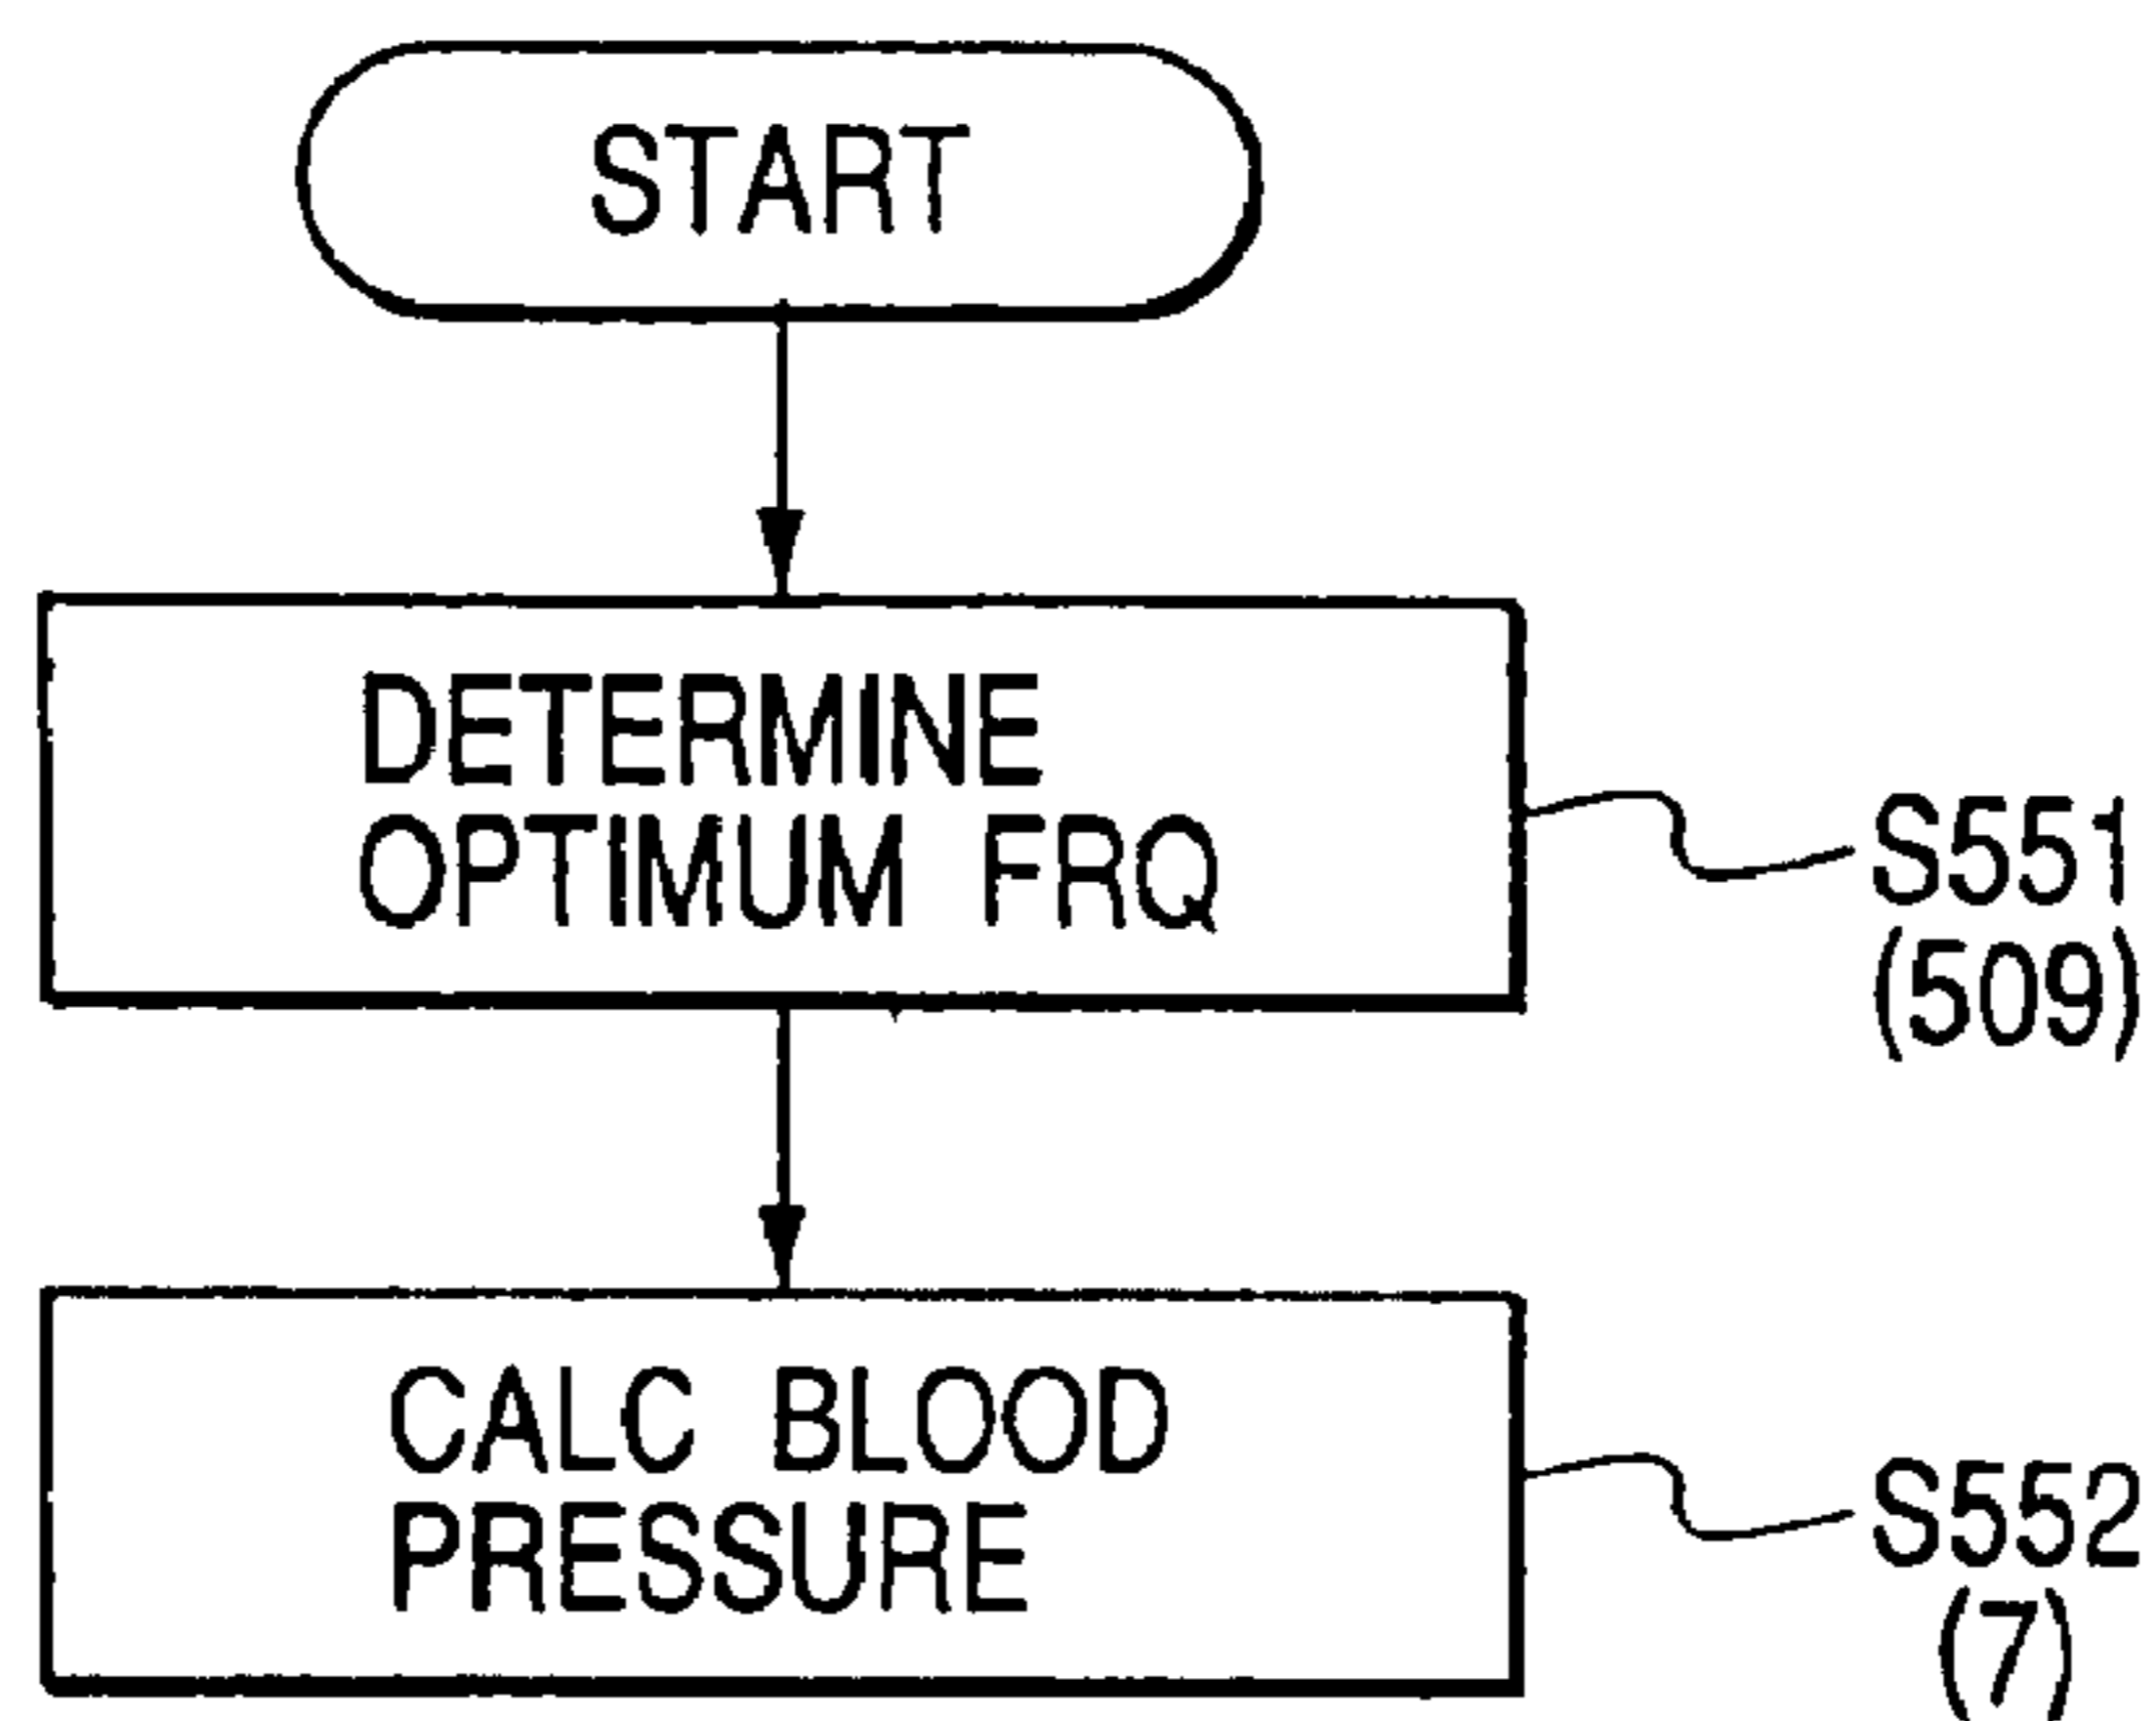 START
DETERMINE
OPTIMUM FRQ
S551
(509)
CALC BLOOD
PRESSURE
S552
(7)